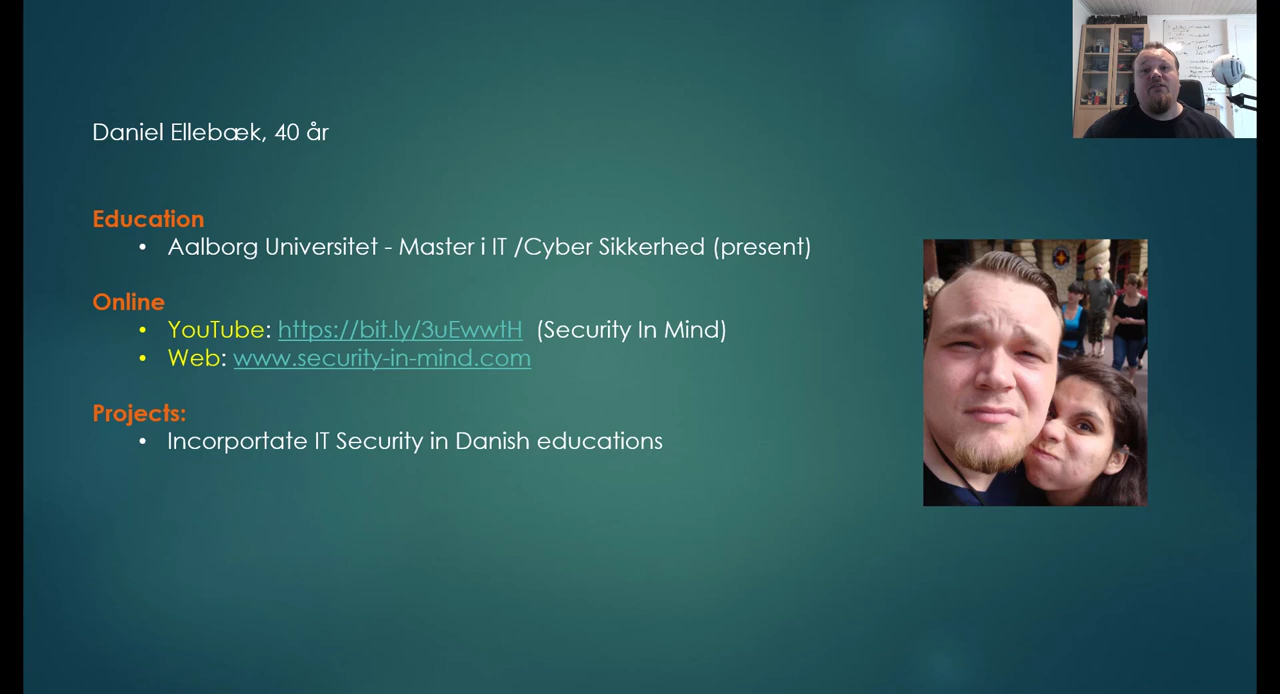 Daniel Ellebæk, 40 år
Education
• Aalborg Universitet - Master i IT /Cyber Sikkerhed (present)
Online
• YouTube: https://bit.ly/3uEwwtH (Security In Mind)
• Web: www.security-in-mind.com
Projects:
• Incorportate IT Security in Danish educations